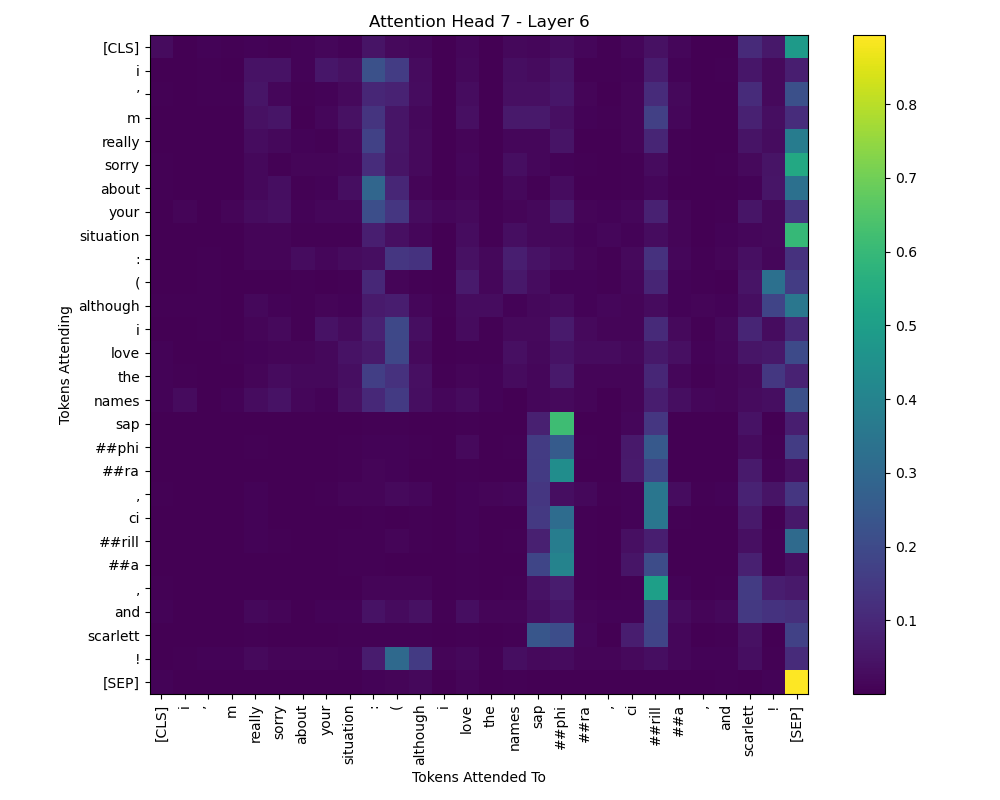 Attention Head 7 - Layer 6
[CLS]
i
’
m
really
sorry
about
your
situation
:
(
although
i
love
the
names
sap
##phi
##ra
,
ci
##rill
##a
,
and
scarlett
!
[SEP]
Tokens Attending
[CLS]
i
’
m
really
sorry
about
your
situation
:
(
although
i
love
the
names
sap
##phi
##ra
,
ci
##rill
##a
,
and
scarlett
!
[SEP]
Tokens Attended To
0.8
0.7
0.6
0.5
0.4
0.3
0.2
0.1